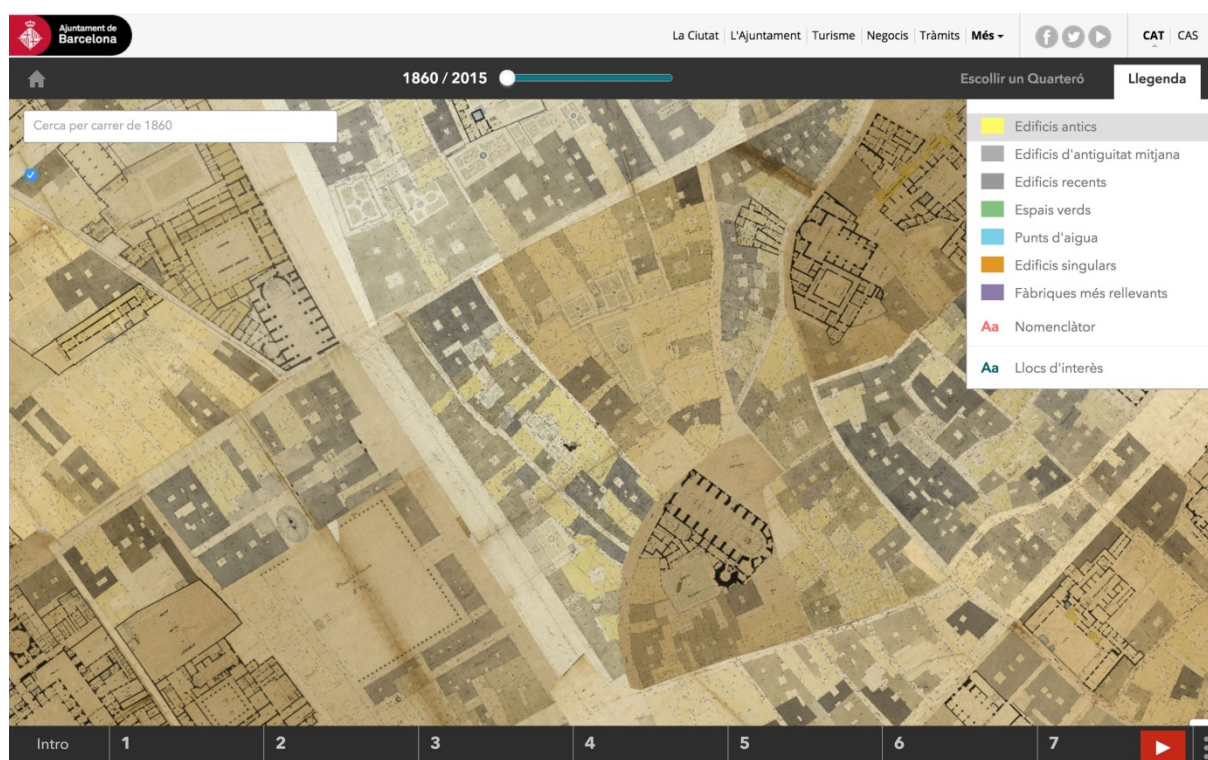 Ajuntament de
Barcelona
La Ciutat L'Ajuntament Turisme Negocis Tràmits Més
CAT CAS
1860 / 2015
Escollir un Quarteró Llegenda
Cerca per carrer de 1860
Edificis antics
Edificis d'antiguitat mitjana
Edificis recents
Espais verds
Punts d'aigua
Edificis singulars
Fàbriques més rellevants
Aa Nomenclàtor
Aa Llocs d'interès
Intro 1 2 3 4 5 6 7